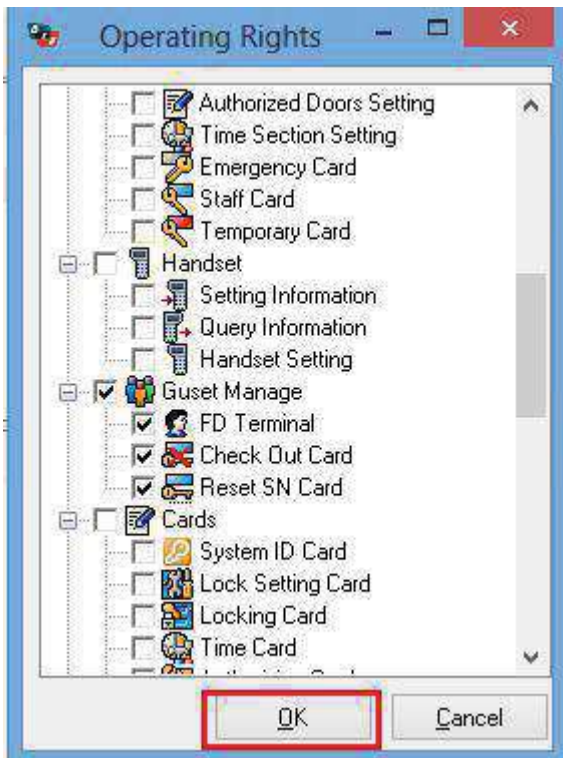 Operating Rights
Authorized Doors Setting
Time Section Setting
Emergency Card
Staff Card
Temporary Card
Handset
Setting Information
Query Information
Handset Setting
Guset Manage
FD Terminal
Check Out Card
Reset SN Card
Cards
System ID Card
Lock Setting Card
Locking Card
Time Card
OK Cancel